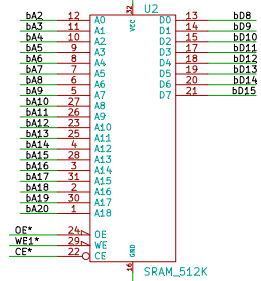 32
U2
VCC
bA2 12 A0 D0 13 bD8
bA3 11 A1 D1 14 bD9
bA4 10 A2 D2 15 bD10
bA5 9 A3 D3 17 bD11
bA6 8 A4 D4 18 bD12
bA7 7 A5 D5 19 bD13
bA8 6 A6 D6 20 bD14
bA9 5 A7 D7 21 bD15
bA10 27 A8
bA11 26 A9
bA12 23 A10
bA13 25 A11
bA14 4 A12
bA15 28 A13
bA16 3 A14
bA17 31 A15
bA18 2 A16
bA19 30 A17
bA20 1 A18
OE* 24 OE
WE1* 29 WE
CE* 22 CE
GND
16
SRAM_512K